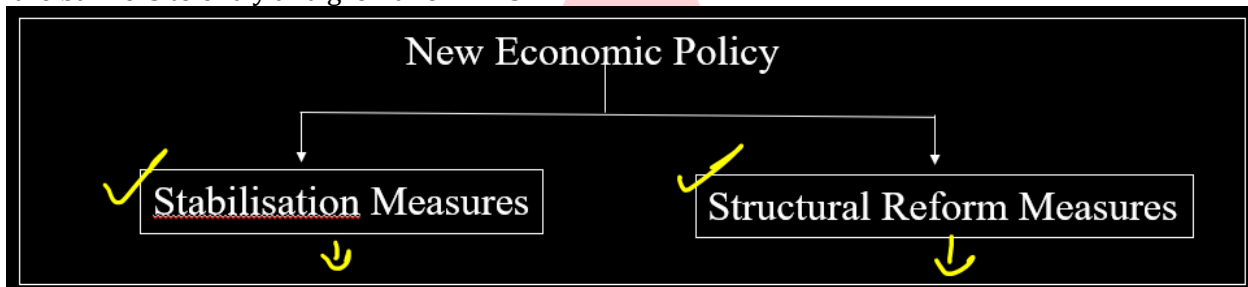 New Economic Policy
Stabilisation Measures
Structural Reform Measures